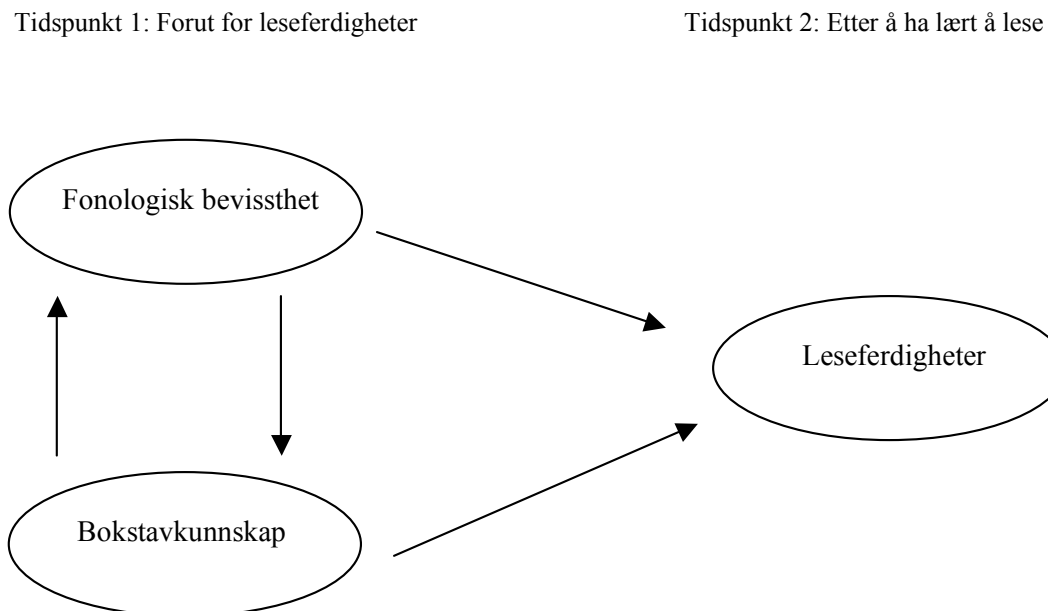 Tidspunkt 1: Forut for leseferdigheter
Tidspunkt 2: Etter å ha lært å lese
Fonologisk bevissthet
Leseferdigheter
Bokstavkunnskap